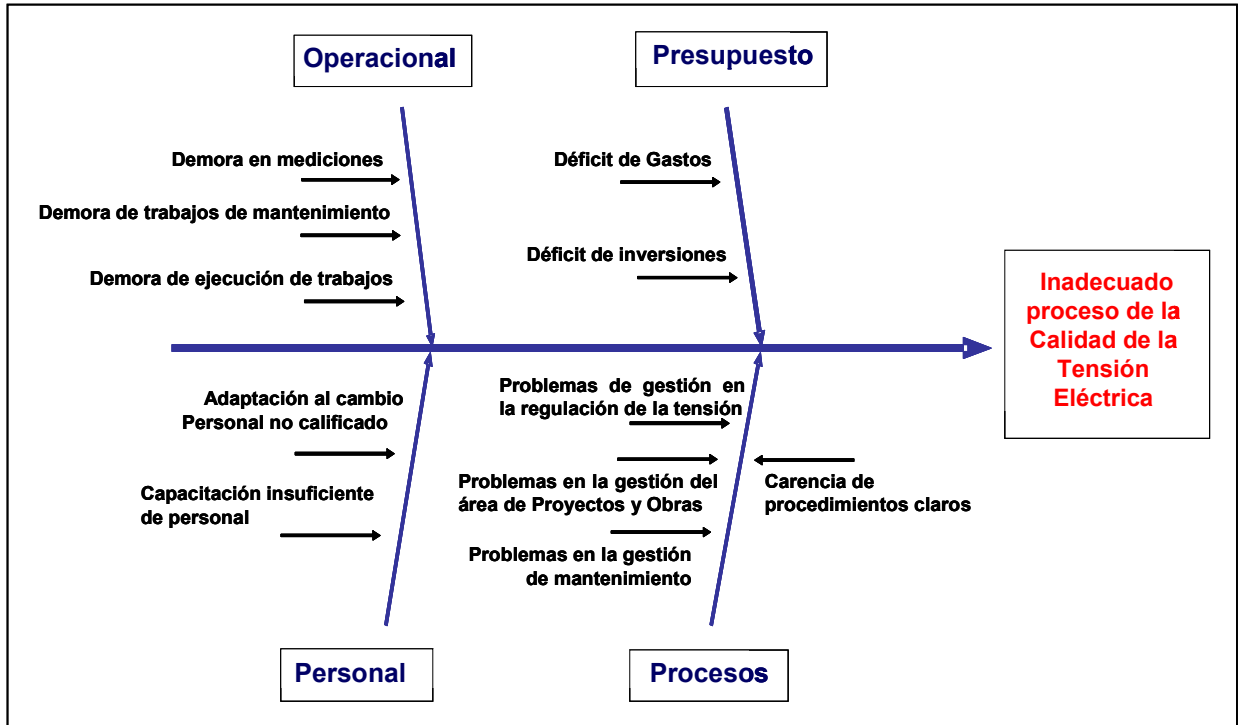 Operacional
Presupuesto
Demora en mediciones
Demora de trabajos de mantenimiento
Demora de ejecución de trabajos
Déficit de Gastos
Déficit de inversiones
Inadecuado
proceso de la
Calidad de la
Tensión
Eléctrica
Adaptación al cambio
Personal no calificado
Capacitación insuficiente
de personal
Problemas de gestión en
la regulación de la tensión
Problemas en la gestión del
área de Proyectos y Obras
Problemas en la gestión
de mantenimiento
Carencia de
procedimientos claros
Personal
Procesos